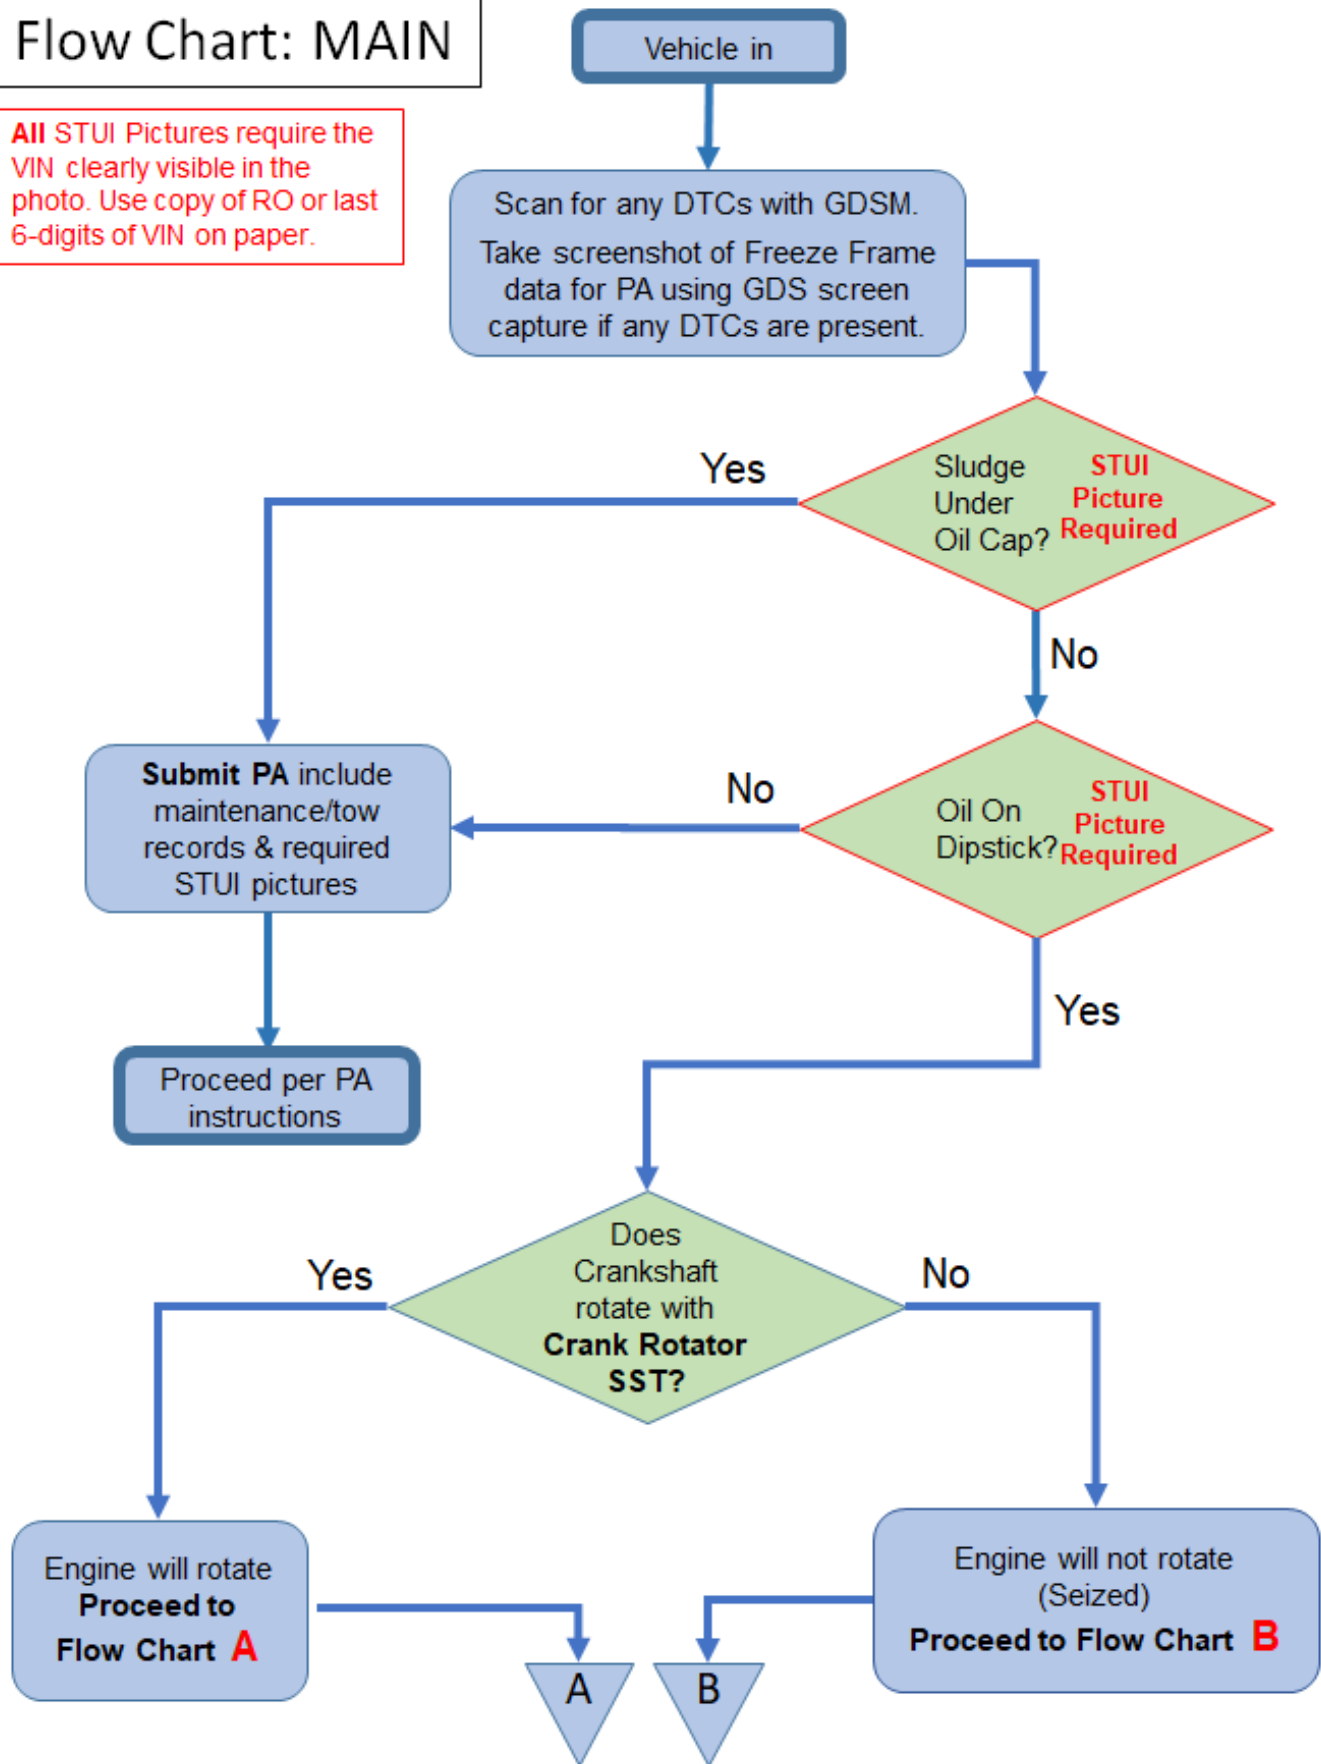 Flow Chart: MAIN
Vehicle in
All STUI Pictures require the
VIN clearly visible in the
photo. Use copy of RO or last
6-digits of VIN on paper.
Scan for any DTCs with GDSM.
Take screenshot of Freeze Frame
data for PA using GDS screen
capture if any DTCs are present.
Yes
Sludge
Under
Oil Cap?
STUI
Picture
Required
No
Submit PA include
maintenance/tow
records & required
STUI pictures
No
Oil On
Dipstick?
STUI
Picture
Required
Yes
Proceed per PA
instructions
Does
Crankshaft
rotate with
Crank Rotator
SST?
Yes
No
Engine will rotate
Proceed to
Flow Chart A
Engine will not rotate
(Seized)
Proceed to Flow Chart B
A
B